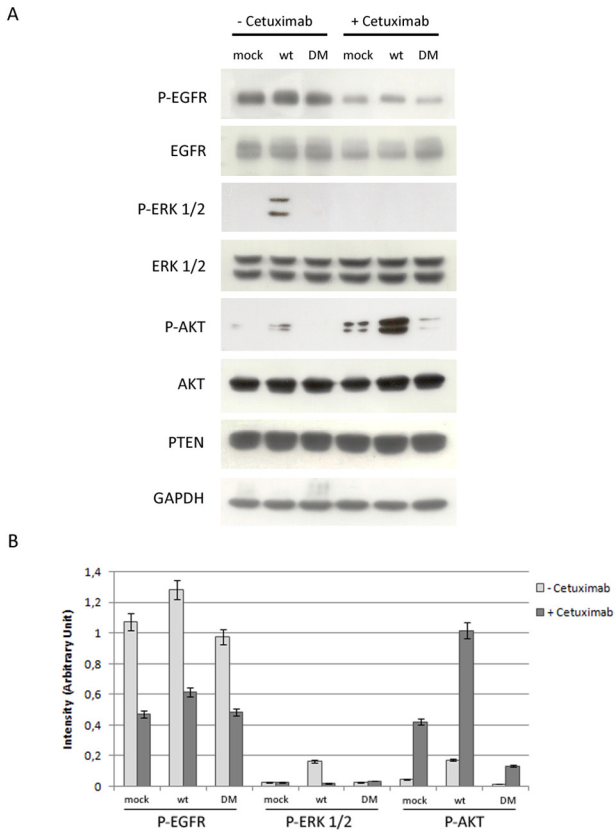 A
- Cetuximab + Cetuximab
mock wt DM mock wt DM
P-EGFR
EGFR
P-ERK 1/2
ERK 1/2
P-AKT
AKT
PTEN
GAPDH
B
Intensity (Arbitrary Unit)
1,4
1,2
1
0,8
0,6
0,4
0,2
0
- Cetuximab
+ Cetuximab
mock wt DM mock wt DM mock wt DM
P-EGFR P-ERK 1/2 P-AKT